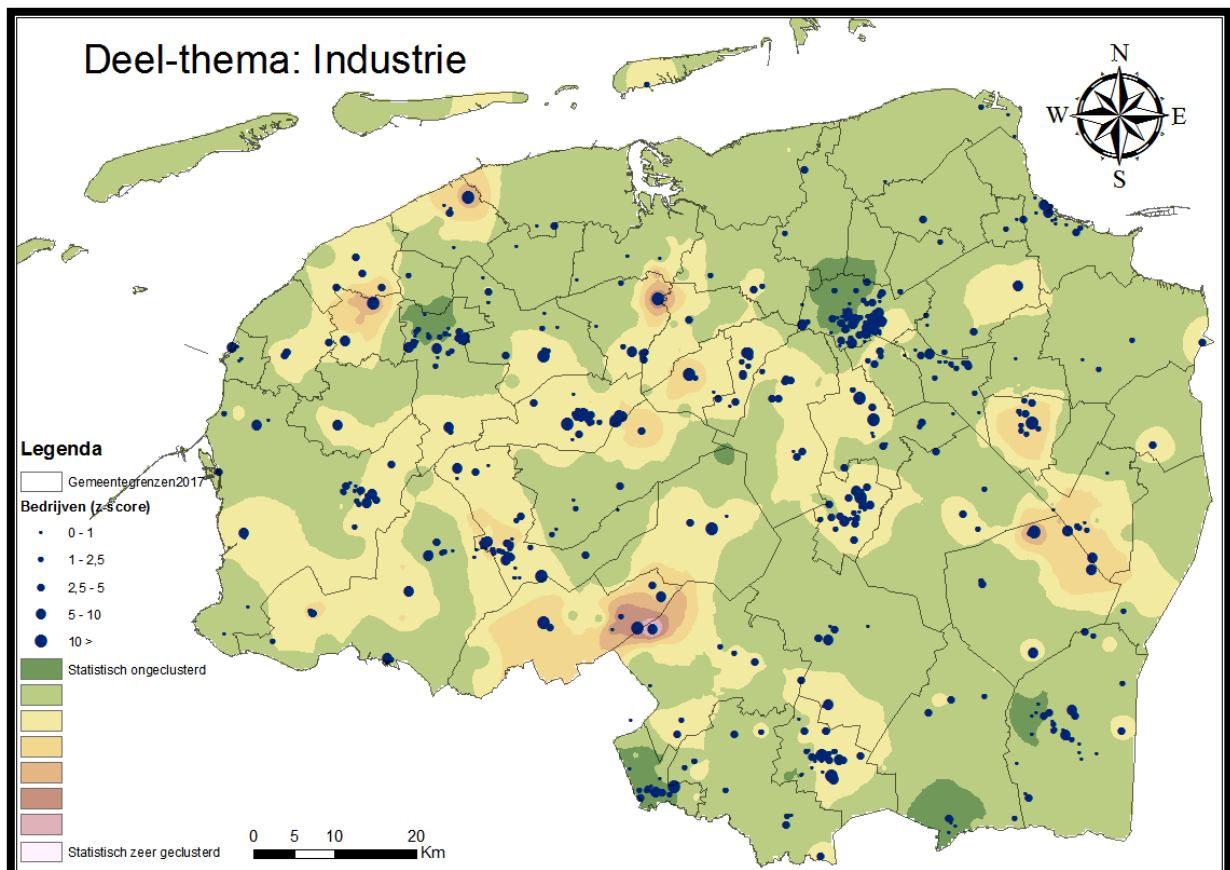 Deel-thema: Industrie
N
W E
S
Legenda
Gemeentegrenzen2017
Bedrijven (z-score)
0 - 1
1 - 2,5
2,5 - 5
5 - 10
10 >
Statistisch ongeclusterd
Statistisch zeer geclusterd
0 5 10 20
Km